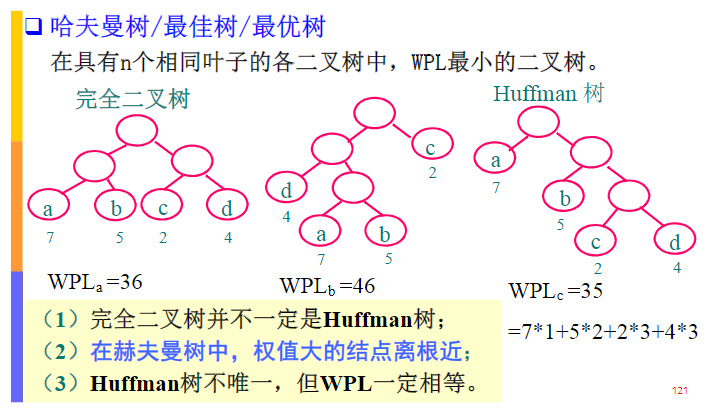 哈夫曼树/最佳树/最优树
在具有n个相同叶子的各二叉树中，WPL最小的二叉树。
完全二叉树
a b c d
7 5 2 4
WPLa =36
c
2
d
4
a b
7 5
WPLb =46
Huffman 树
a
7
b
5
c d
2 4
WPLc =35
=7*1+5*2+2*3+4*3
（1）完全二叉树并不一定是Huffman树；
（2）在赫夫曼树中，权值大的结点离根近；
（3）Huffman树不唯一，但WPL一定相等。
121